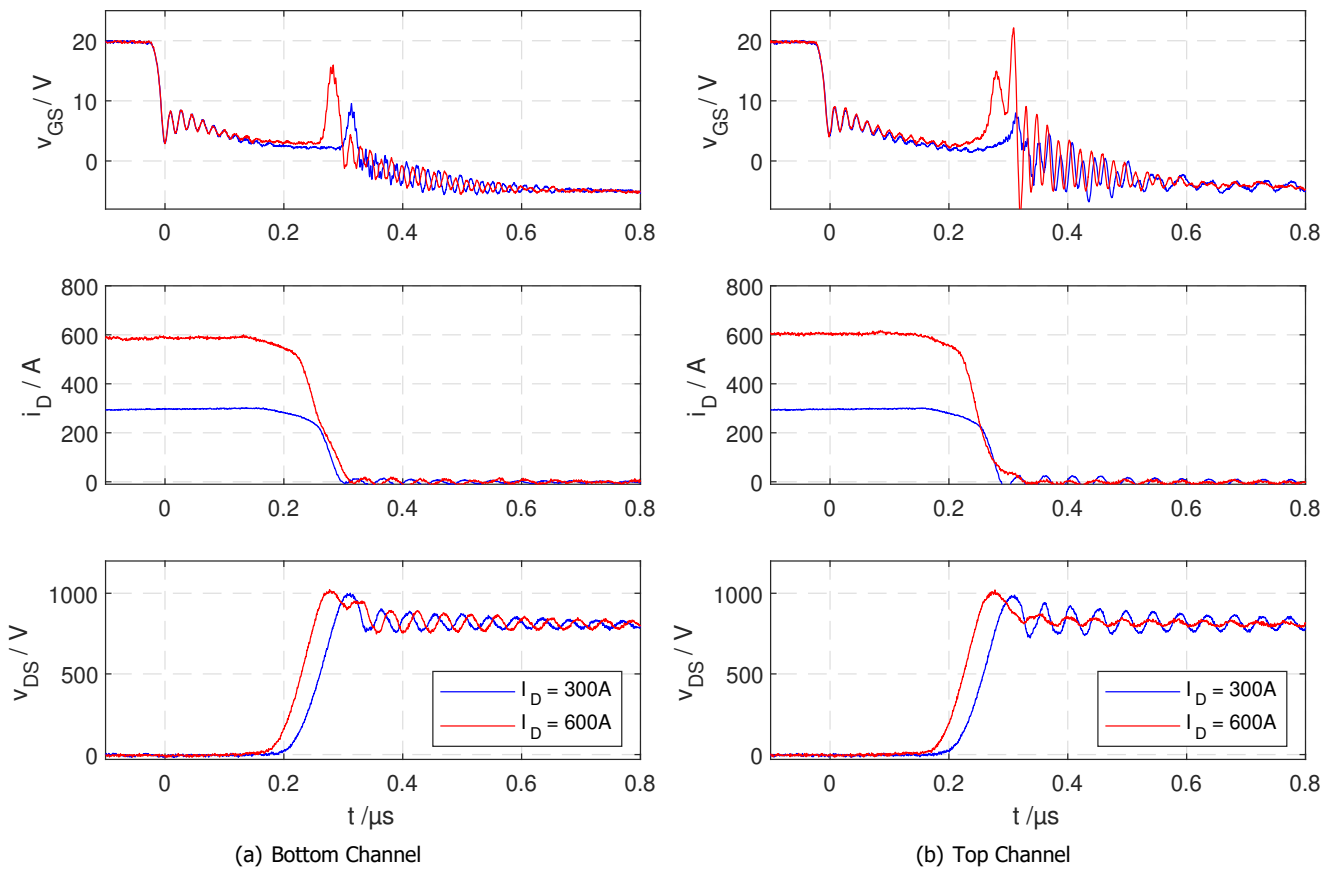 v_GS / V
20
10
0
0 0.2 0.4 0.6 0.8
i_D / A
800
600
400
200
0
0 0.2 0.4 0.6 0.8
v_DS / V
1000
500
0
I_D = 300A
I_D = 600A
0 0.2 0.4 0.6 0.8
t /µs
(a) Bottom Channel
v_GS / V
20
10
0
0 0.2 0.4 0.6 0.8
i_D / A
800
600
400
200
0
0 0.2 0.4 0.6 0.8
v_DS / V
1000
500
0
I_D = 300A
I_D = 600A
0 0.2 0.4 0.6 0.8
t /µs
(b) Top Channel